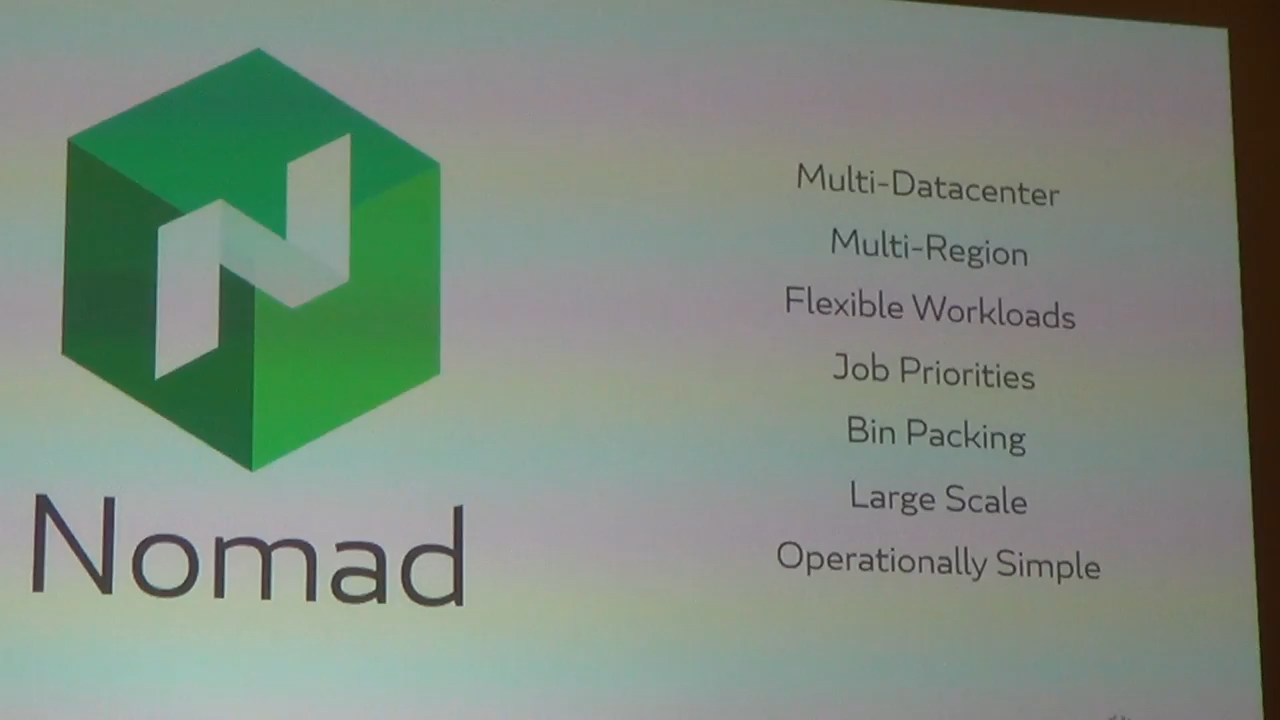 Nomad
Multi-Datacenter
Multi-Region
Flexible Workloads
Job Priorities
Bin Packing
Large Scale
Operationally Simple